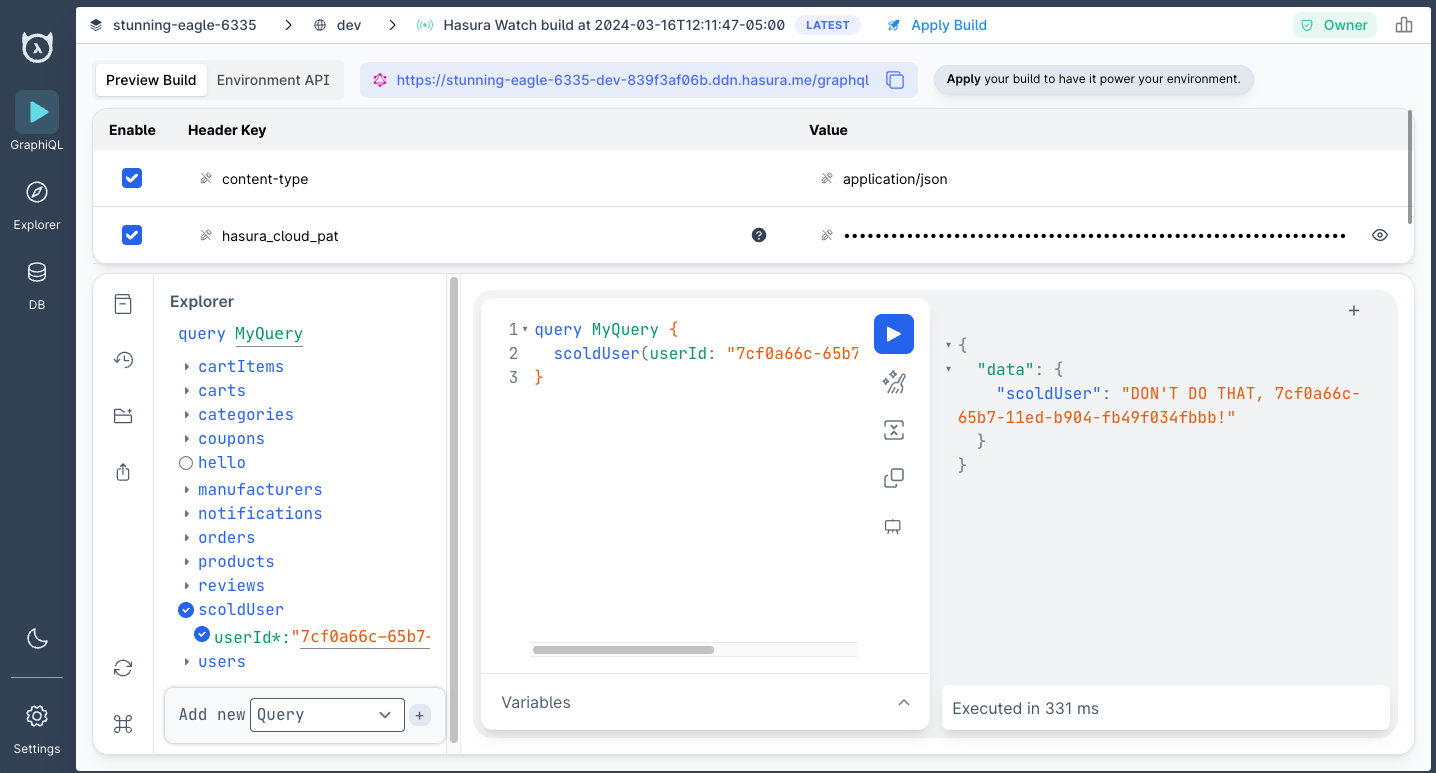 stunning-eagle-6335 dev Hasura Watch build at 2024-03-16T12:11:47-05:00 LATEST Apply Build Owner
Preview Build Environment API https://stunning-eagle-6335-dev-839f3af06b.ddn.hasura.me/graphql Apply your build to have it power your environment.
GraphiQL
Explorer
DB
Settings
Enable Header Key Value
content-type application/json
hasura_cloud_pat ••••••••••••••••••••••••••••••••••••••••••••••••••••••••••••••••
Explorer
query MyQuery
cartItems
carts
categories
coupons
hello
manufacturers
notifications
orders
products
reviews
scoldUser
userId*:"7cf0a66c-65b7-
users
Add new Query +
1 query MyQuery {
2 scoldUser(userId: "7cf0a66c-65b7
3 }
Variables
+
{
"data": {
"scoldUser": "DON'T DO THAT, 7cf0a66c-
65b7-11ed-b904-fb49f034fbbb!"
}
}
Executed in 331 ms